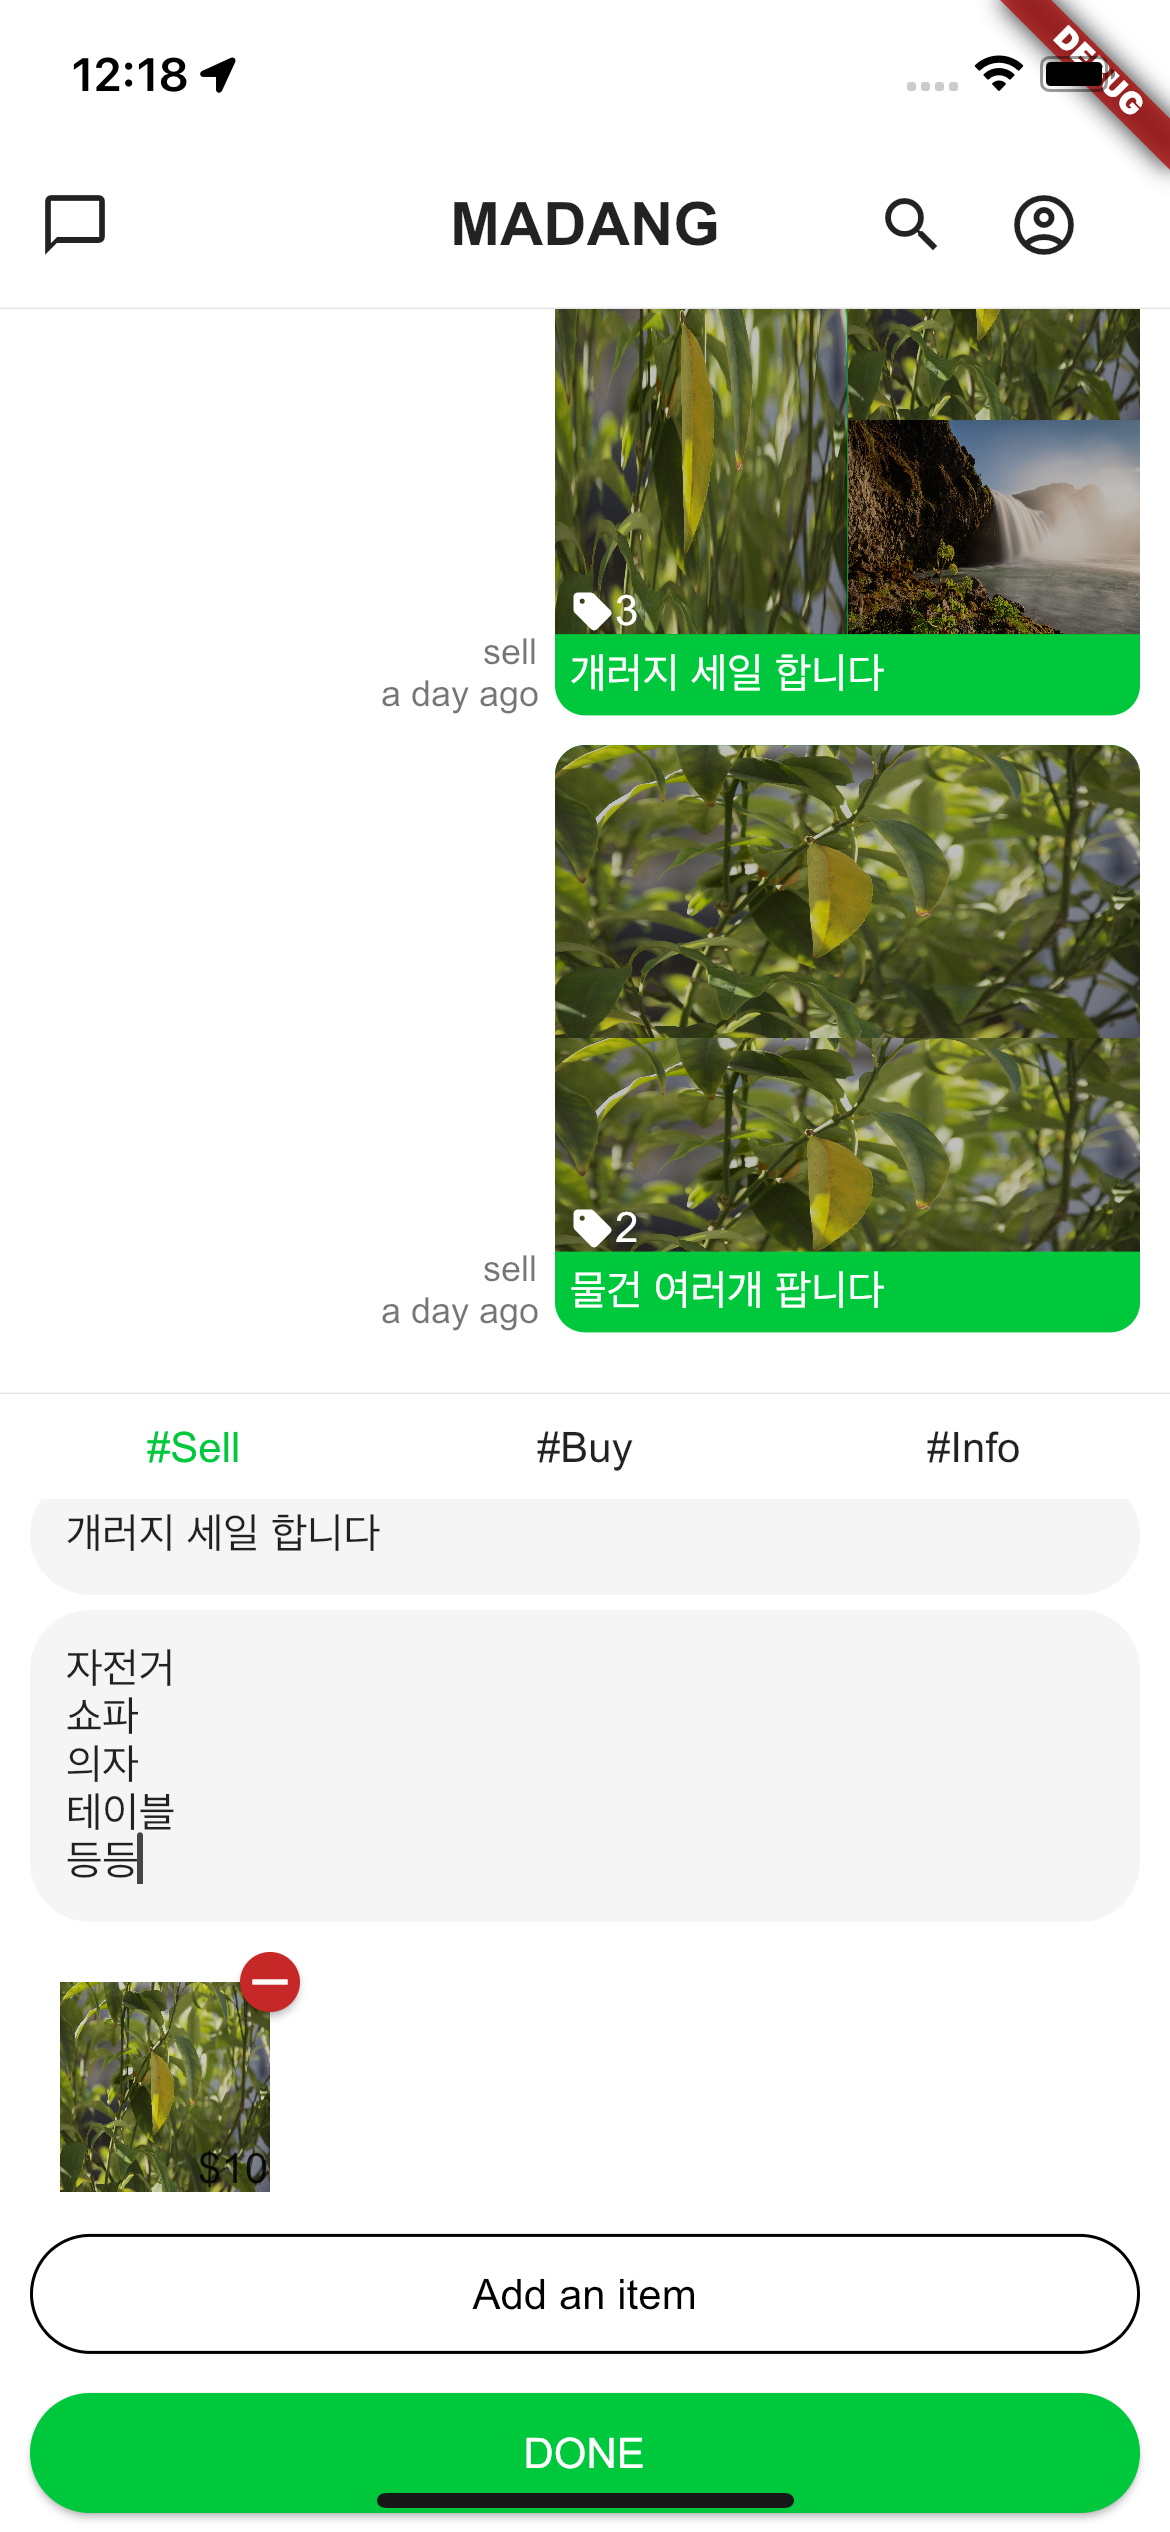 12:18
DEBUG
MADANG
3
sell
a day ago
개러지 세일 합니다
2
sell
a day ago
물건 여러개 팝니다
#Sell #Buy #Info
개러지 세일 합니다
자전거
쇼파
의자
테이블
등등
$10
Add an item
DONE